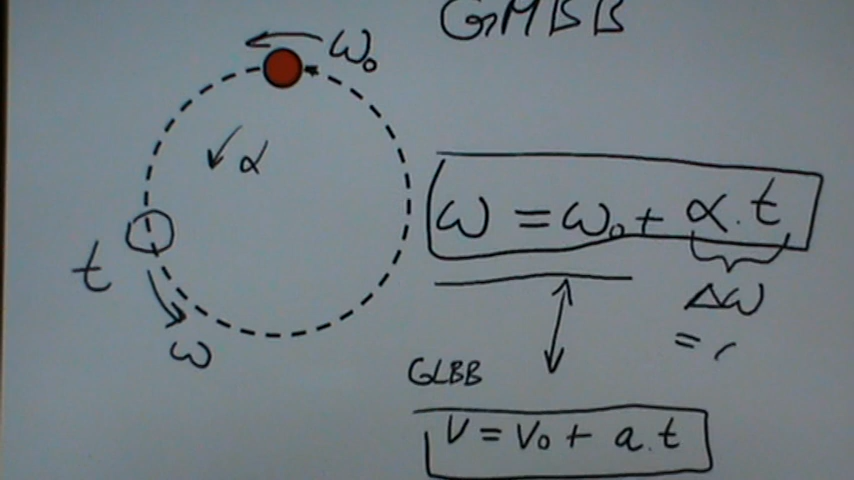 GMBB
ω₀
α
ω = ω₀ + α.t
t
Δω
ω
=
GLBB
v = v₀ + a.t